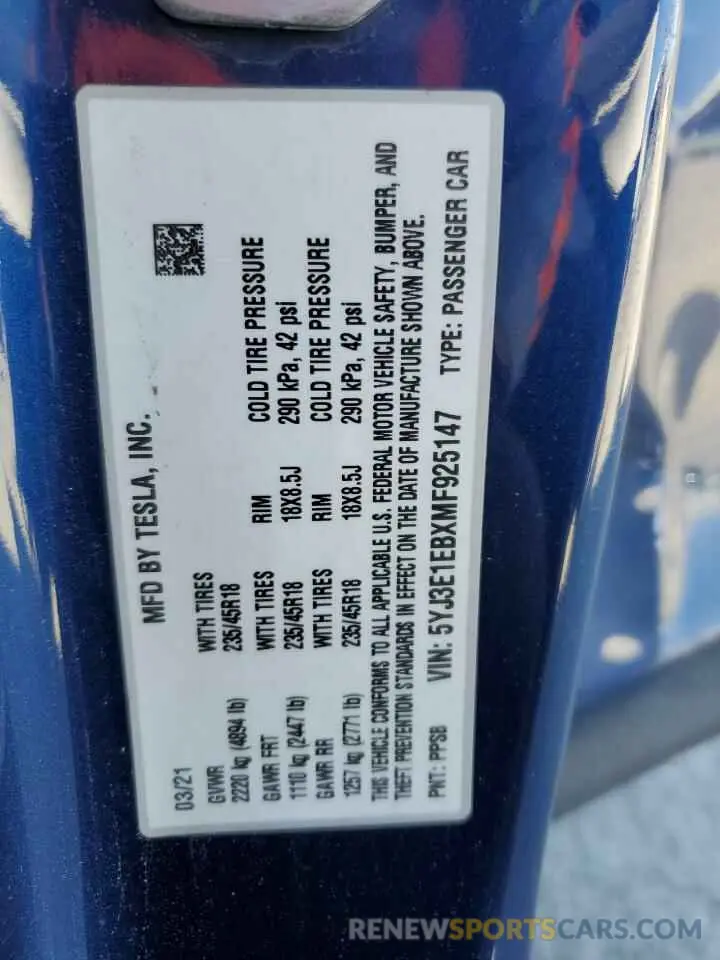 MFD BY TESLA, INC.
03/21
GVWR WITH TIRES RIM COLD TIRE PRESSURE
2220 kg (4894 lb) 235/45R18
GAWR FRT WITH TIRES RIM COLD TIRE PRESSURE
1110 kg (2447 lb) 235/45R18 18X8.5J 290 kPa, 42 psi
GAWR RR WITH TIRES RIM COLD TIRE PRESSURE
1257 kg (2771 lb) 235/45R18 18X8.5J 290 kPa, 42 psi
THIS VEHICLE CONFORMS TO ALL APPLICABLE U.S. FEDERAL MOTOR VEHICLE SAFETY, BUMPER, AND
THEFT PREVENTION STANDARDS IN EFFECT ON THE DATE OF MANUFACTURE SHOWN ABOVE.
PNT: PPSB VIN: 5YJ3E1EBXMF925147 TYPE: PASSENGER CAR
RENEWSPORTSCARS.COM